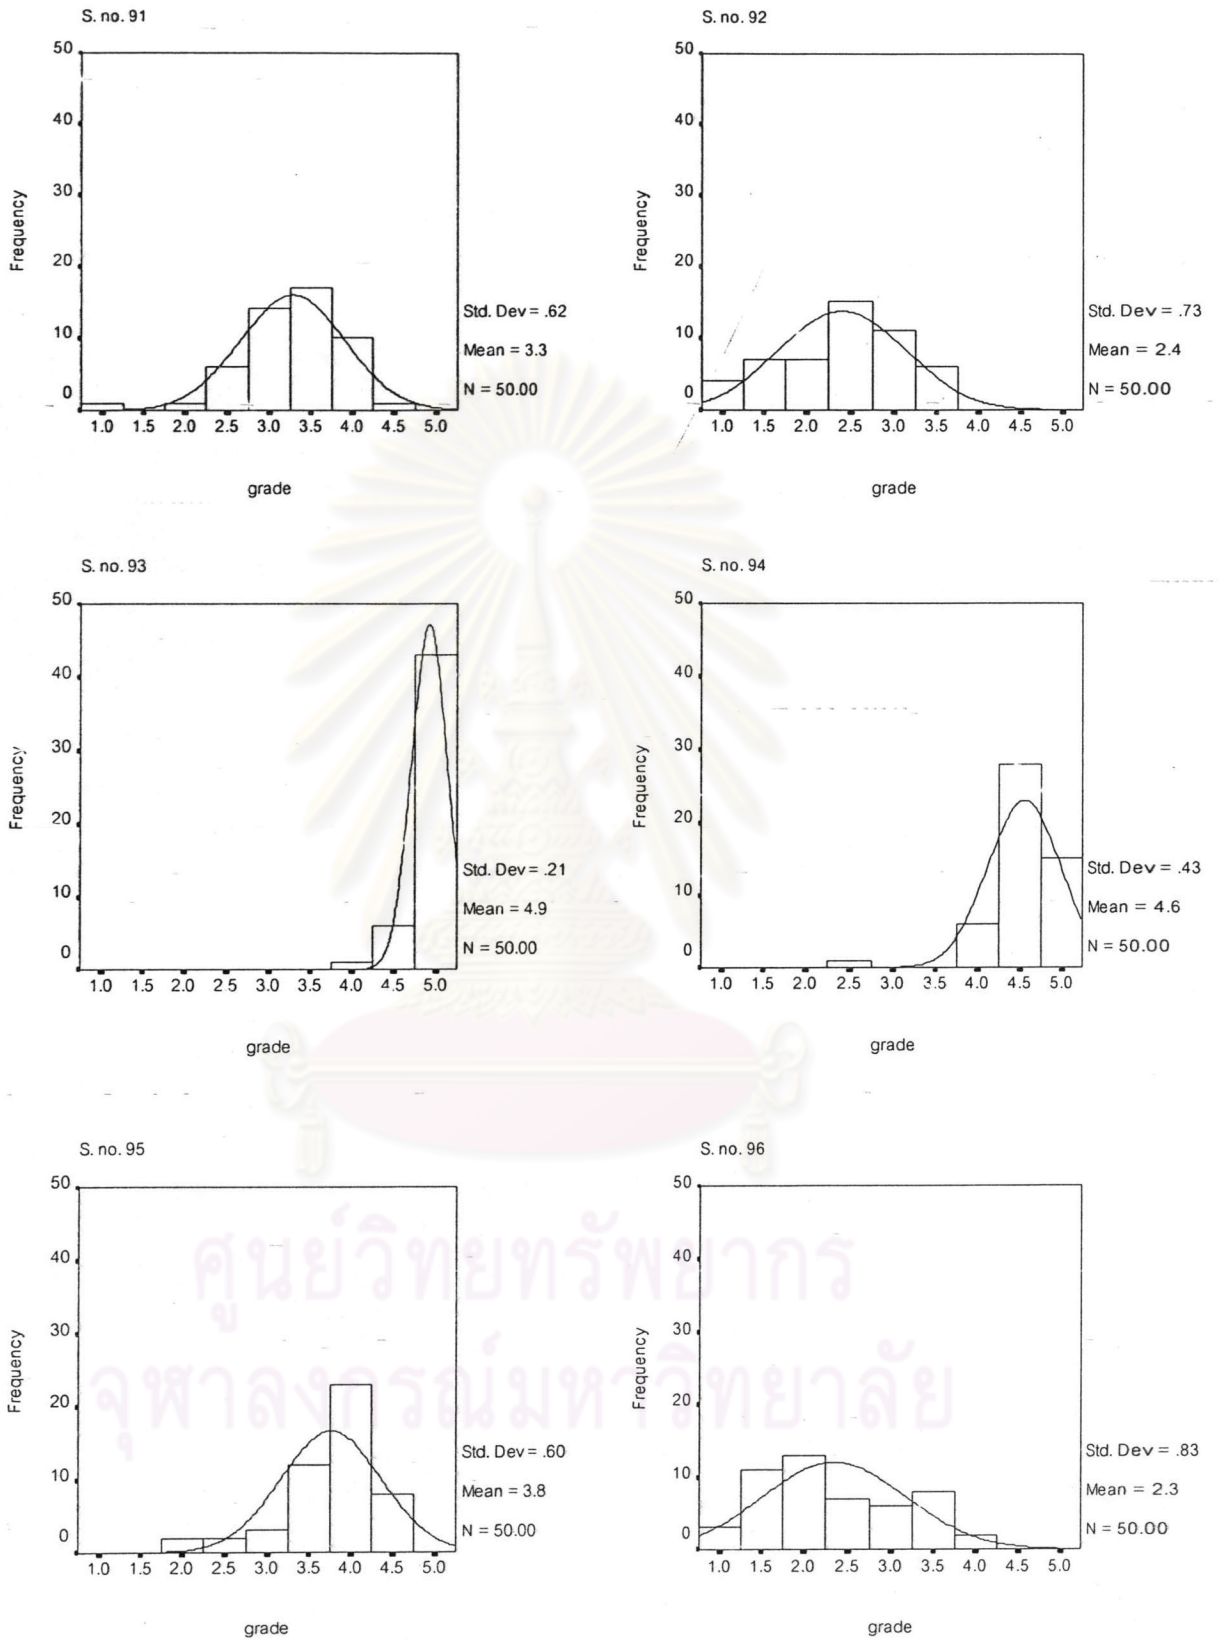 S. no. 91
50
40
30
20
10
0
Frequency
1.0 1.5 2.0 2.5 3.0 3.5 4.0 4.5 5.0
grade
Std. Dev = .62
Mean = 3.3
N = 50.00
S. no. 92
50
40
30
20
10
0
Frequency
1.0 1.5 2.0 2.5 3.0 3.5 4.0 4.5 5.0
grade
Std. Dev = .73
Mean = 2.4
N = 50.00
S. no. 93
50
40
30
20
10
0
Frequency
1.0 1.5 2.0 2.5 3.0 3.5 4.0 4.5 5.0
grade
Std. Dev = .21
Mean = 4.9
N = 50.00
S. no. 94
50
40
30
20
10
0
Frequency
1.0 1.5 2.0 2.5 3.0 3.5 4.0 4.5 5.0
grade
Std. Dev = .43
Mean = 4.6
N = 50.00
S. no. 95
50
40
30
20
10
0
Frequency
1.0 1.5 2.0 2.5 3.0 3.5 4.0 4.5 5.0
grade
Std. Dev = .60
Mean = 3.8
N = 50.00
S. no. 96
50
40
30
20
10
0
Frequency
1.0 1.5 2.0 2.5 3.0 3.5 4.0 4.5 5.0
grade
Std. Dev = .83
Mean = 2.3
N = 50.00
ศูนย์วิทยทรัพยากร
จุฬาลงกรณ์มหาวิทยาลัย